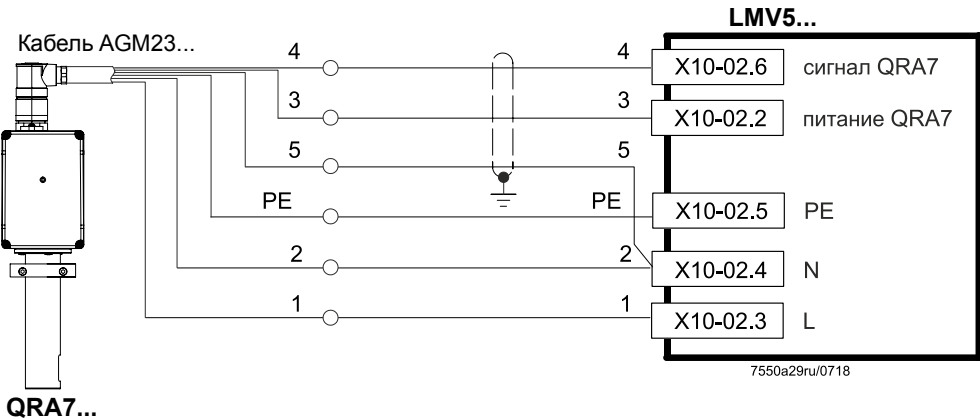 LMV5...
Кабель AGM23...
4 4 X10-02.6 сигнал QRA7
3 3 X10-02.2 питание QRA7
5 5
PE PE X10-02.5 PE
2 2 X10-02.4 N
1 1 X10-02.3 L
7550a29ru/0718
QRA7...